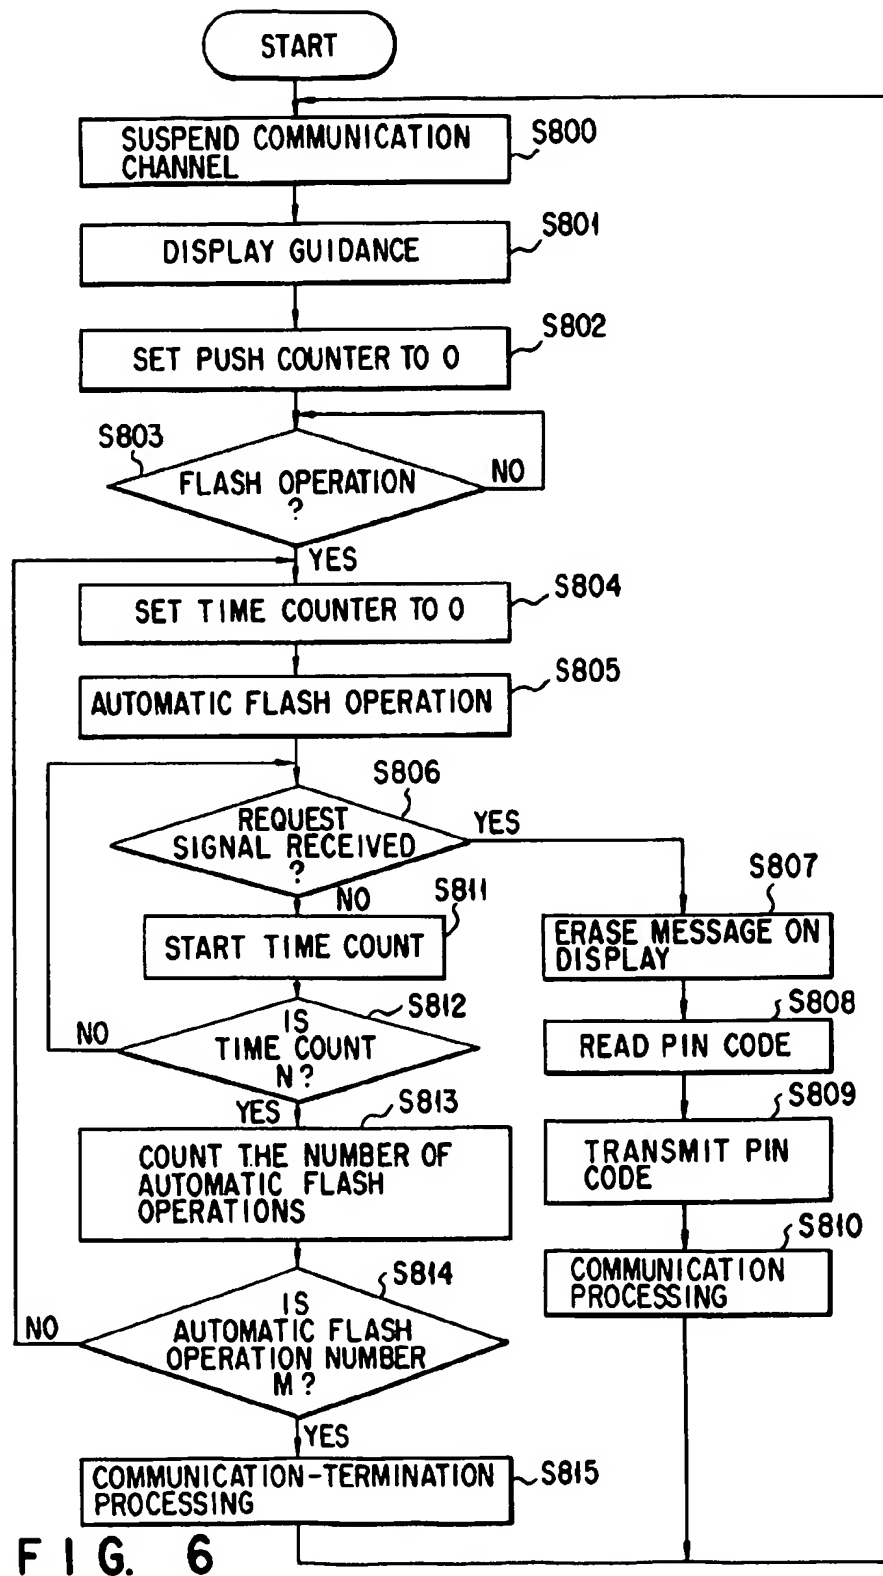 START
SUSPEND COMMUNICATION
CHANNEL
S800
DISPLAY GUIDANCE
S801
SET PUSH COUNTER TO 0
S802
S803
FLASH OPERATION
?
NO
YES
SET TIME COUNTER TO 0
S804
AUTOMATIC FLASH OPERATION
S805
S806
REQUEST
SIGNAL RECEIVED
?
YES
NO
S811
START TIME COUNT
S807
ERASE MESSAGE ON
DISPLAY
S812
IS
TIME COUNT
N?
NO
YES
S808
READ PIN CODE
S813
COUNT THE NUMBER OF
AUTOMATIC FLASH
OPERATIONS
S809
TRANSMIT PIN
CODE
S810
COMMUNICATION
PROCESSING
S814
IS
AUTOMATIC FLASH
OPERATION NUMBER
M?
NO
YES
COMMUNICATION-TERMINATION
PROCESSING
S815
FIG. 6